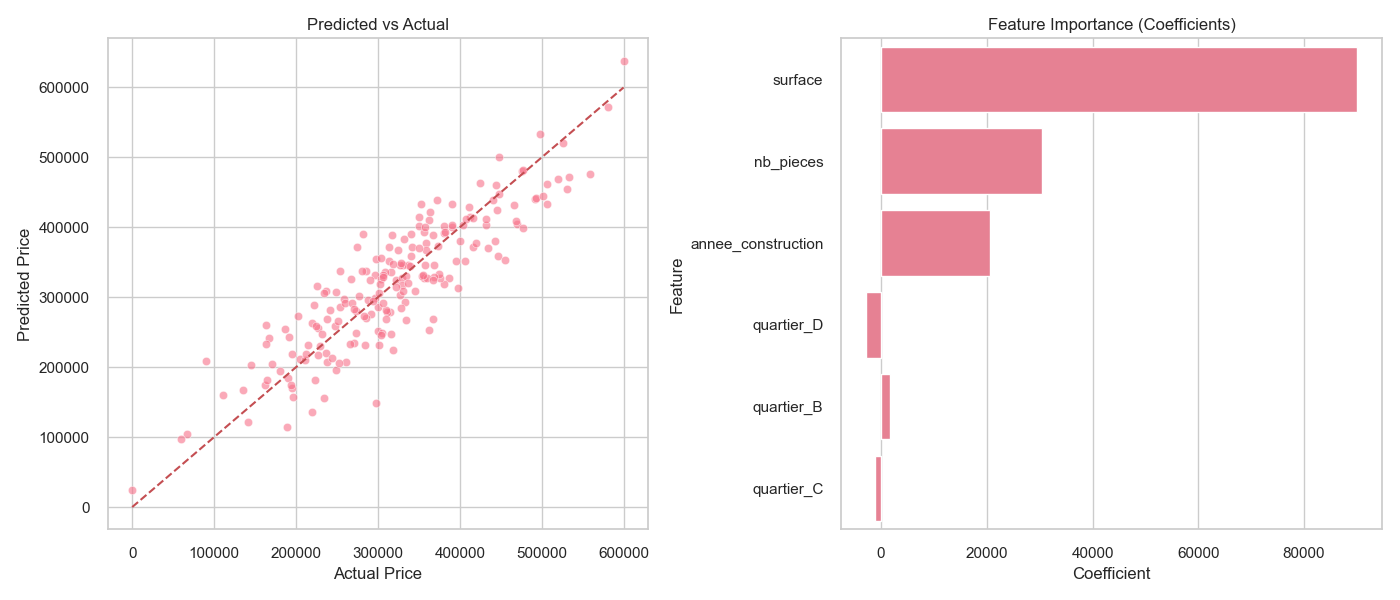 Predicted vs Actual
Predicted Price
600000
500000
400000
300000
200000
100000
0
0 100000 200000 300000 400000 500000 600000
Actual Price
Feature Importance (Coefficients)
Feature
surface
nb_pieces
annee_construction
quartier_D
quartier_B
quartier_C
0 20000 40000 60000 80000
Coefficient